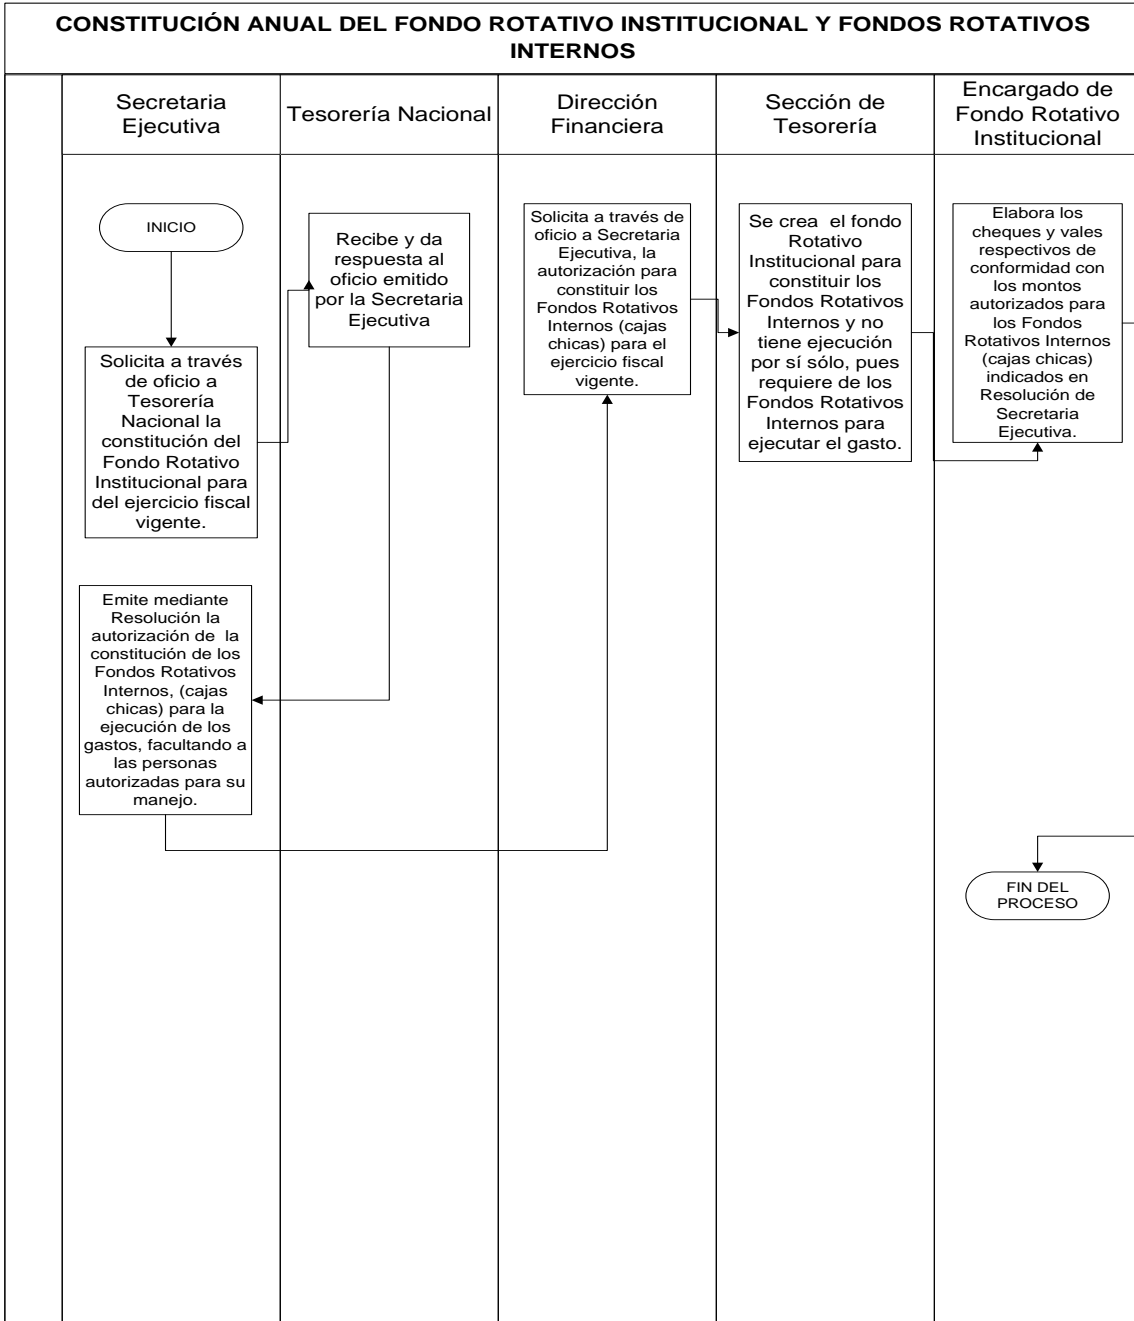 CONSTITUCIÓN ANUAL DEL FONDO ROTATIVO INSTITUCIONAL Y FONDOS ROTATIVOS
INTERNOS
Secretaria
Ejecutiva
Tesorería Nacional
Dirección
Financiera
Sección de
Tesorería
Encargado de
Fondo Rotativo
Institucional
INICIO
Solicita a través
de oficio a
Tesorería
Nacional la
constitución del
Fondo Rotativo
Institucional para
del ejercicio fiscal
vigente.
Recibe y da
respuesta al
oficio emitido
por la Secretaria
Ejecutiva
Emite mediante
Resolución la
autorización de  la
constitución de los
Fondos Rotativos
Internos, (cajas
chicas) para la
ejecución de los
gastos, facultando a
las personas
autorizadas para su
manejo.
Solicita a través de
oficio a Secretaria
Ejecutiva, la
autorización para
constituir los
Fondos Rotativos
Internos (cajas
chicas) para el
ejercicio fiscal
vigente.
Se crea  el fondo
Rotativo
Institucional para
constituir los
Fondos Rotativos
Internos y no
tiene ejecución
por sí sólo, pues
requiere de los
Fondos Rotativos
Internos para
ejecutar el gasto.
Elabora los
cheques y vales
respectivos de
conformidad con
los montos
autorizados para
los Fondos
Rotativos Internos
(cajas chicas)
indicados en
Resolución de
Secretaria
Ejecutiva.
FIN DEL
PROCESO